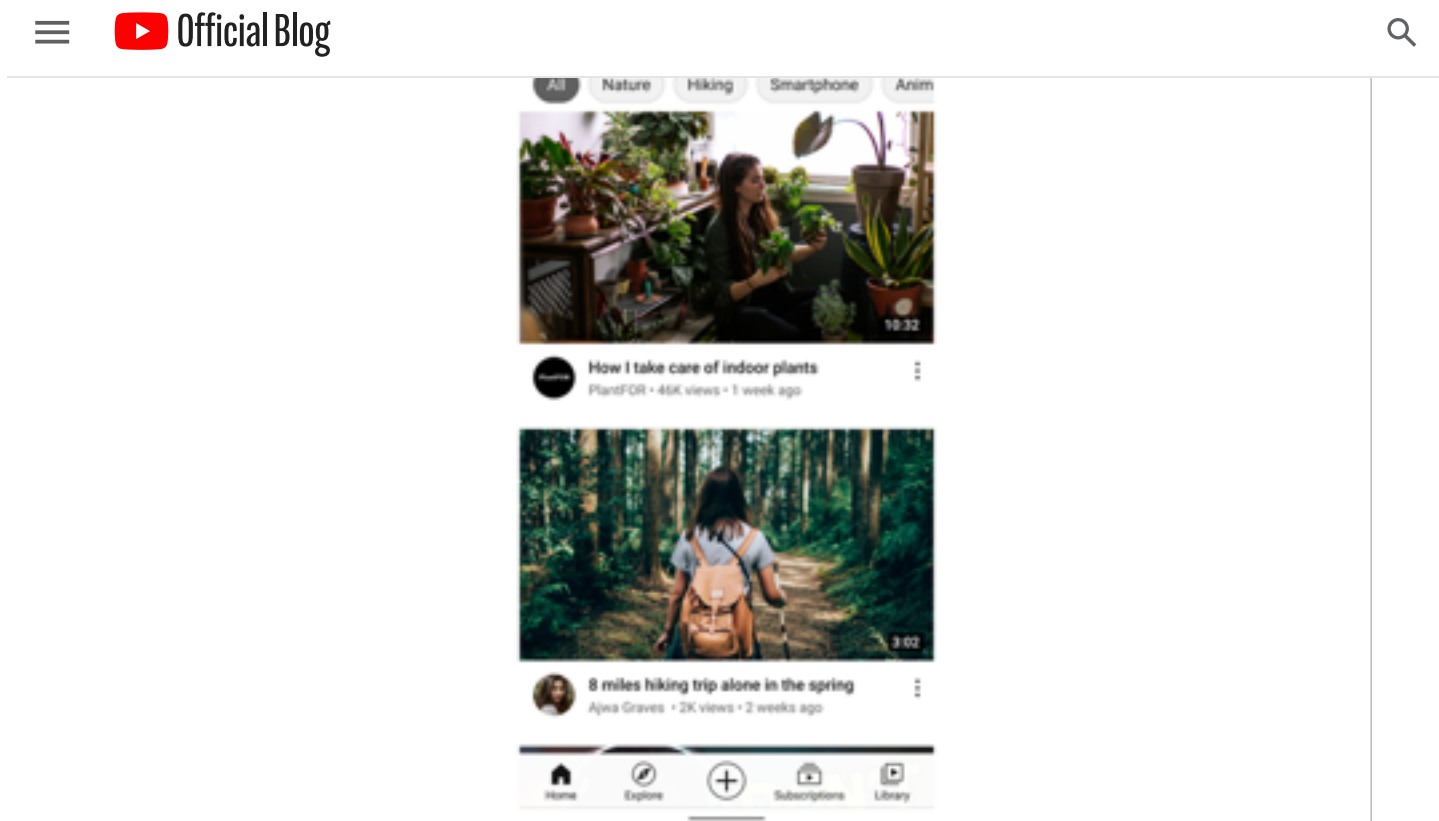 Official Blog
All Nature Hiking Smartphone Anim
10:32
How I take care of indoor plants
PlantFOR • 46K views • 1 week ago
3:02
8 miles hiking trip alone in the spring
Ajwa Graves • 2K views • 2 weeks ago
Home Explore Subscriptions Library